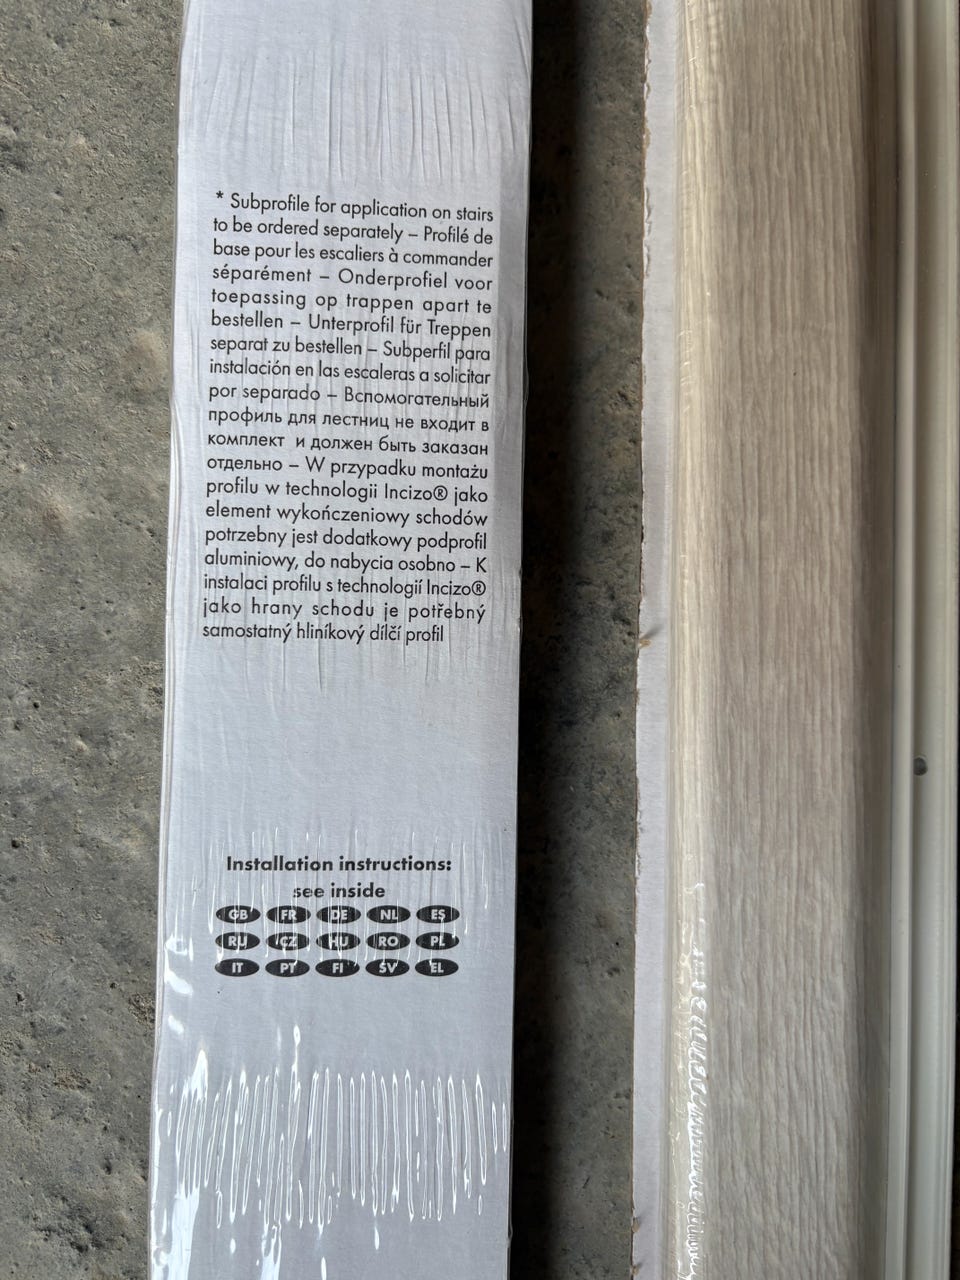 * Subprofile for application on stairs
to be ordered separately – Profilé de
base pour les escaliers à commander
séparément – Onderprofiel voor
toepassing op trappen apart te
bestellen – Unterprofil für Treppen
separat zu bestellen – Subperfil para
instalación en las escaleras a solicitar
por separado – Вспомогательный
профиль для лестниц не входит в
комплект и должен быть заказан
отдельно – W przypadku montażu
profilu w technologii Incizo® jako
element wykończeniowy schodów
potrzebny jest dodatkowy podprofil
aluminiowy, do nabycia osobno – K
instalaci profilu s technologií Incizo®
jako hrany schodu je potřebný
samostatný hliníkový dílčí profil
Installation instructions:
see inside
GB FR DE NL ES
RU CZ HU RO PL
IT PT FI SV EL